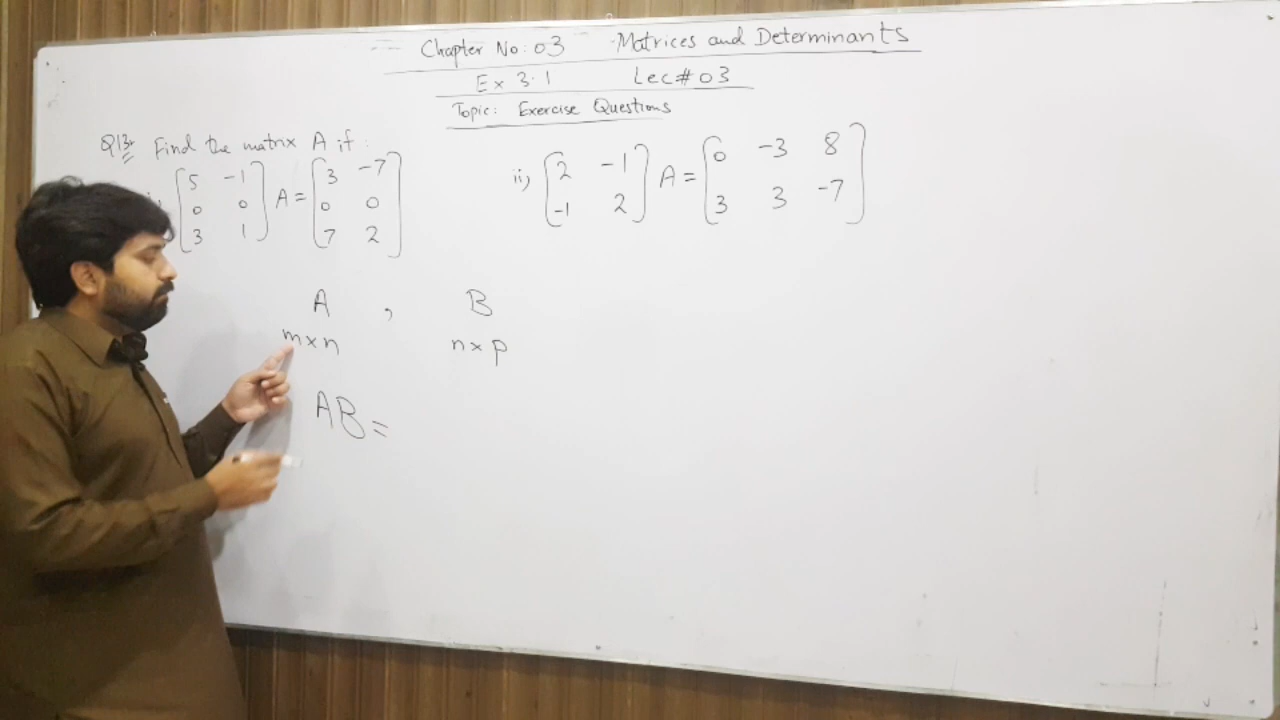 Chapter No: 03 Matrices and Determinants
Ex 3.1 Lec# 03
Topic: Exercise Questions
Q13: Find the matrix A if:
[5 -1; 0 0; 3 1] A = [3 -7; 0 0; 7 2]
ii) [2 -1; -1 2] A = [0 -3 8; 3 3 -7]
A , B
m×n n×p
AB =